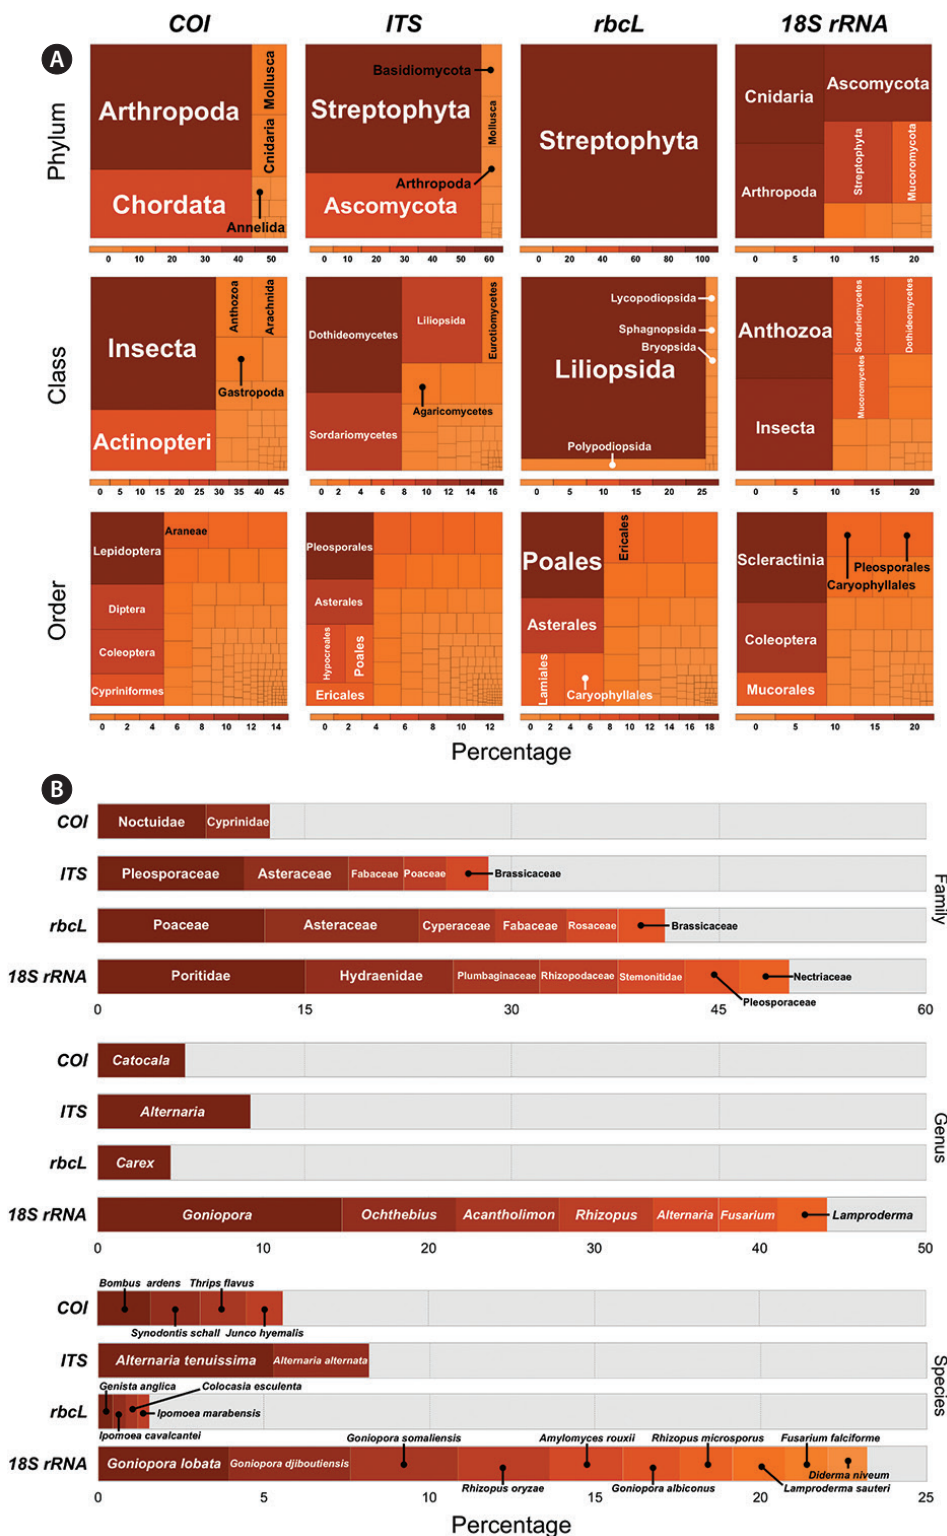 COI ITS rbcL 18S rRNA
A
Phylum
Arthropoda
Chordata
Mollusca
Cnidaria
Annelida
0 10 20 30 40 50
Streptophyta
Ascomycota
Basidiomycota
Mollusca
Arthropoda
0 10 20 30 40 50 60
Streptophyta
0 20 40 60 80 100
Cnidaria
Arthropoda
Ascomycota
Streptophyta
Mucoromycota
0 10 20
Class
Insecta
Actinopteri
Anthozoa
Arachnida
Gastropoda
0 5 10 15 20 25 30 35 40 45
Dothideomycetes
Sordariomycetes
Liliopsida
Eurotiomycetes
Agaricomycetes
0 2 4 6 8 10 12 14 16
Liliopsida
Lycopodiopsida
Sphagnopsida
Bryopsida
Polypodiopsida
0 5 10 15 20 25
Anthozoa
Insecta
Sordariomycetes
Dothideomycetes
Mucoromycetes
0 5 10 15 20
Order
Lepidoptera
Diptera
Coleoptera
Cypriniformes
Araneae
0 2 4 6 8 10 12 14
Pleosporales
Asterales
Hypocreales
Poales
Ericales
0 2 4 6 8 10 12
Poales
Asterales
Lamiales
Caryophyllales
Ericales
0 2 4 6 8 10 12 14 16 18
Scleractinia
Coleoptera
Mucorales
Pleosporales
Caryophyllales
0 5 10 15 20
Percentage
B
COI Noctuidae Cyprinidae
ITS Pleosporaceae Asteraceae Fabaceae Poaceae Brassicaceae
Family
rbcL Poaceae Asteraceae Cyperaceae Fabaceae Rosaceae Brassicaceae
18S rRNA Poritidae Hydraenidae Plumbaginaceae Rhizopodaceae Stemonitidae Nectriaceae
Pleosporaceae
0 15 30 45 60
COI Catocala
ITS Alternaria
Genus
rbcL Carex
18S rRNA Goniopora Ochthebius Acantholimon Rhizopus Alternaria Fusarium Lamproderma
0 10 20 30 40 50
Bombus ardens Thrips flavus
COI
Synodontis schall Junco hyemalis
ITS Alternaria tenuissima Alternaria alternata
Species
Genista anglica Colocasia esculenta
rbcL Ipomoea marabensis
Ipomoea cavalcantei
Goniopora somaliensis Amylomyces rouxii Rhizopus microsporus Fusarium falciforme
18S rRNA Goniopora lobata Goniopora djiboutiensis
Diderma niveum
Rhizopus oryzae Goniopora albiconus Lamproderma sauteri
0 5 10 15 20 25
Percentage